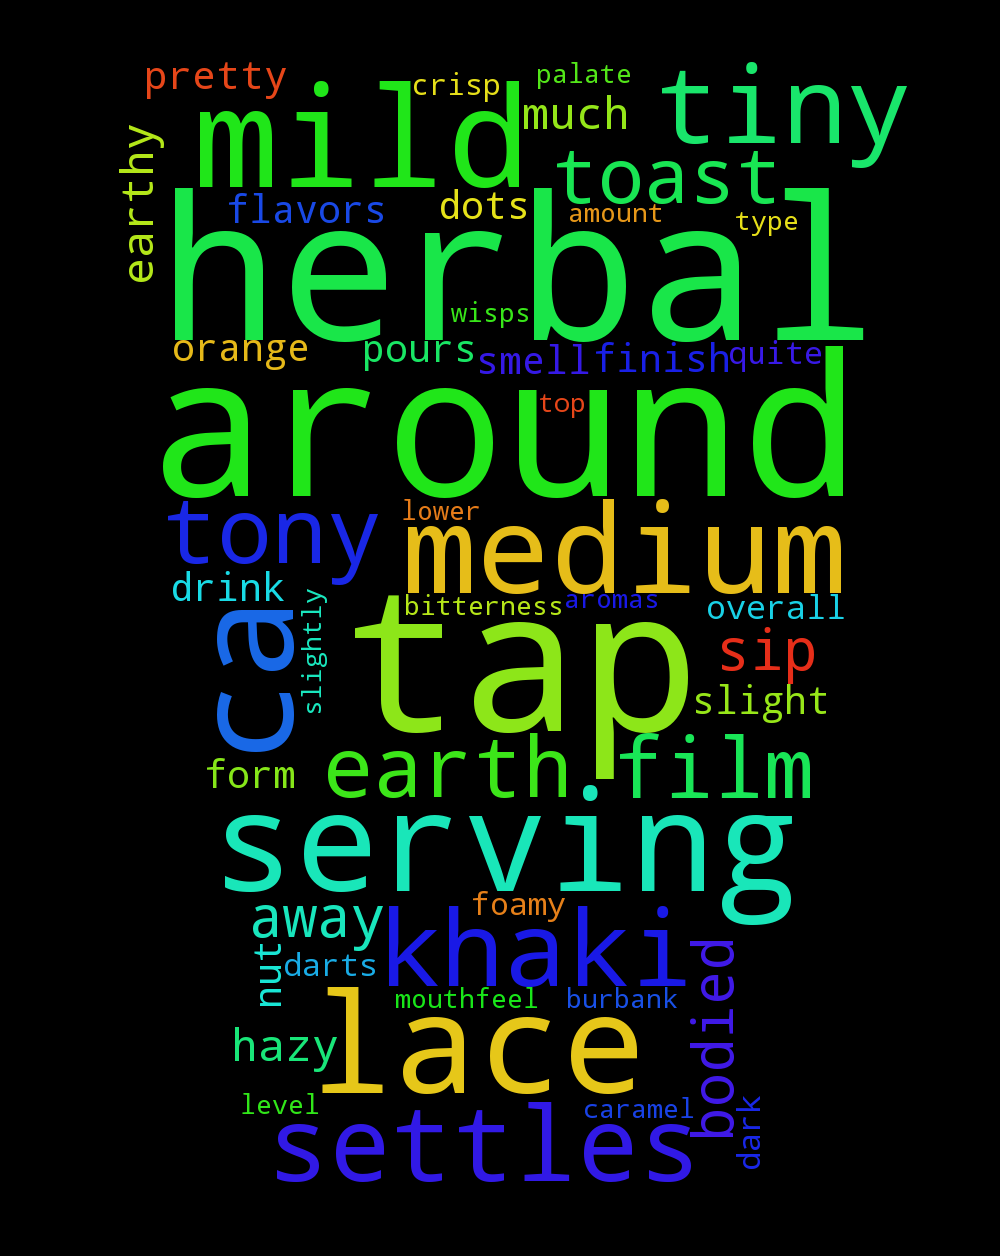 pretty
crisp
palate
tiny
mild
much
toast
earthy
flavors
dots
amount
type
herbal
wisps
orange
pours
smell
finish
quite
around
top
tony
lower
medium
drink
slightly
bitterness
aromas
overall
ca
tap
sip
slight
form
earth
film
serving
away
foamy
khaki
nut
darts
bodied
mouthfeel
burbank
hazy
lace
level
caramel
dark
settles